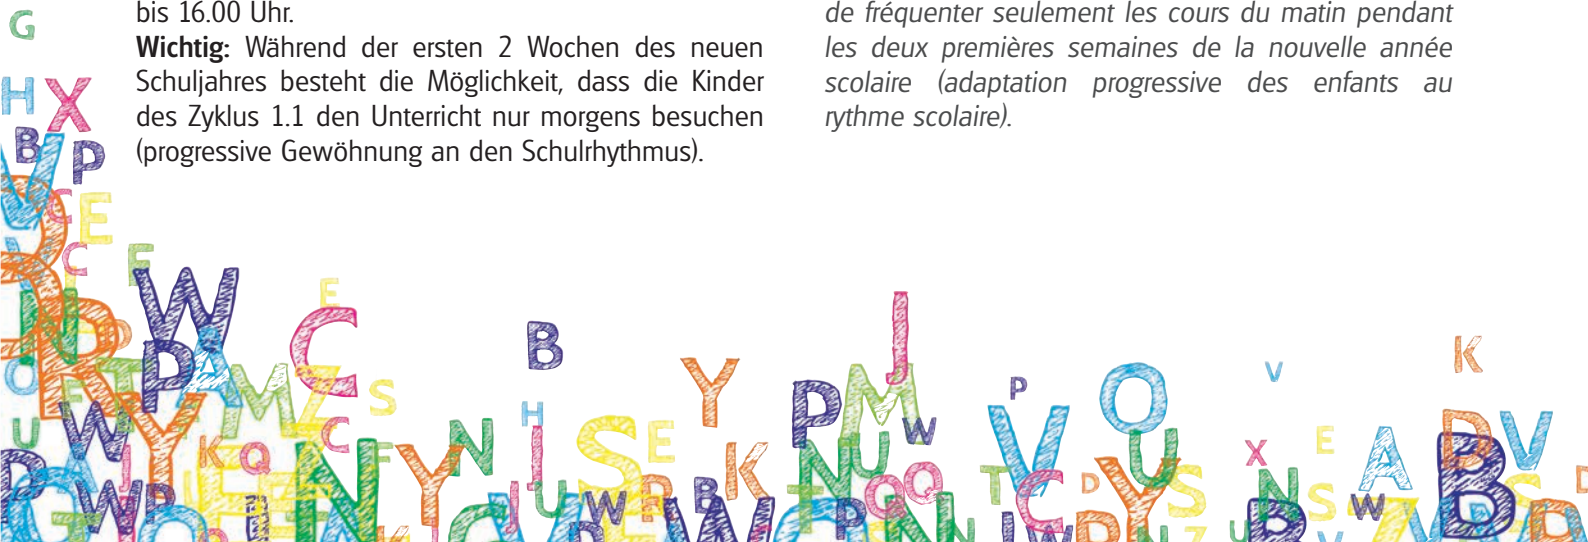 bis 16.00 Uhr.
Wichtig: Während der ersten 2 Wochen des neuen
Schuljahres besteht die Möglichkeit, dass die Kinder
des Zyklus 1.1 den Unterricht nur morgens besuchen
(progressive Gewöhnung an den Schulrhythmus).
de fréquenter seulement les cours du matin pendant
les deux premières semaines de la nouvelle année
scolaire (adaptation progressive des enfants au
rythme scolaire).